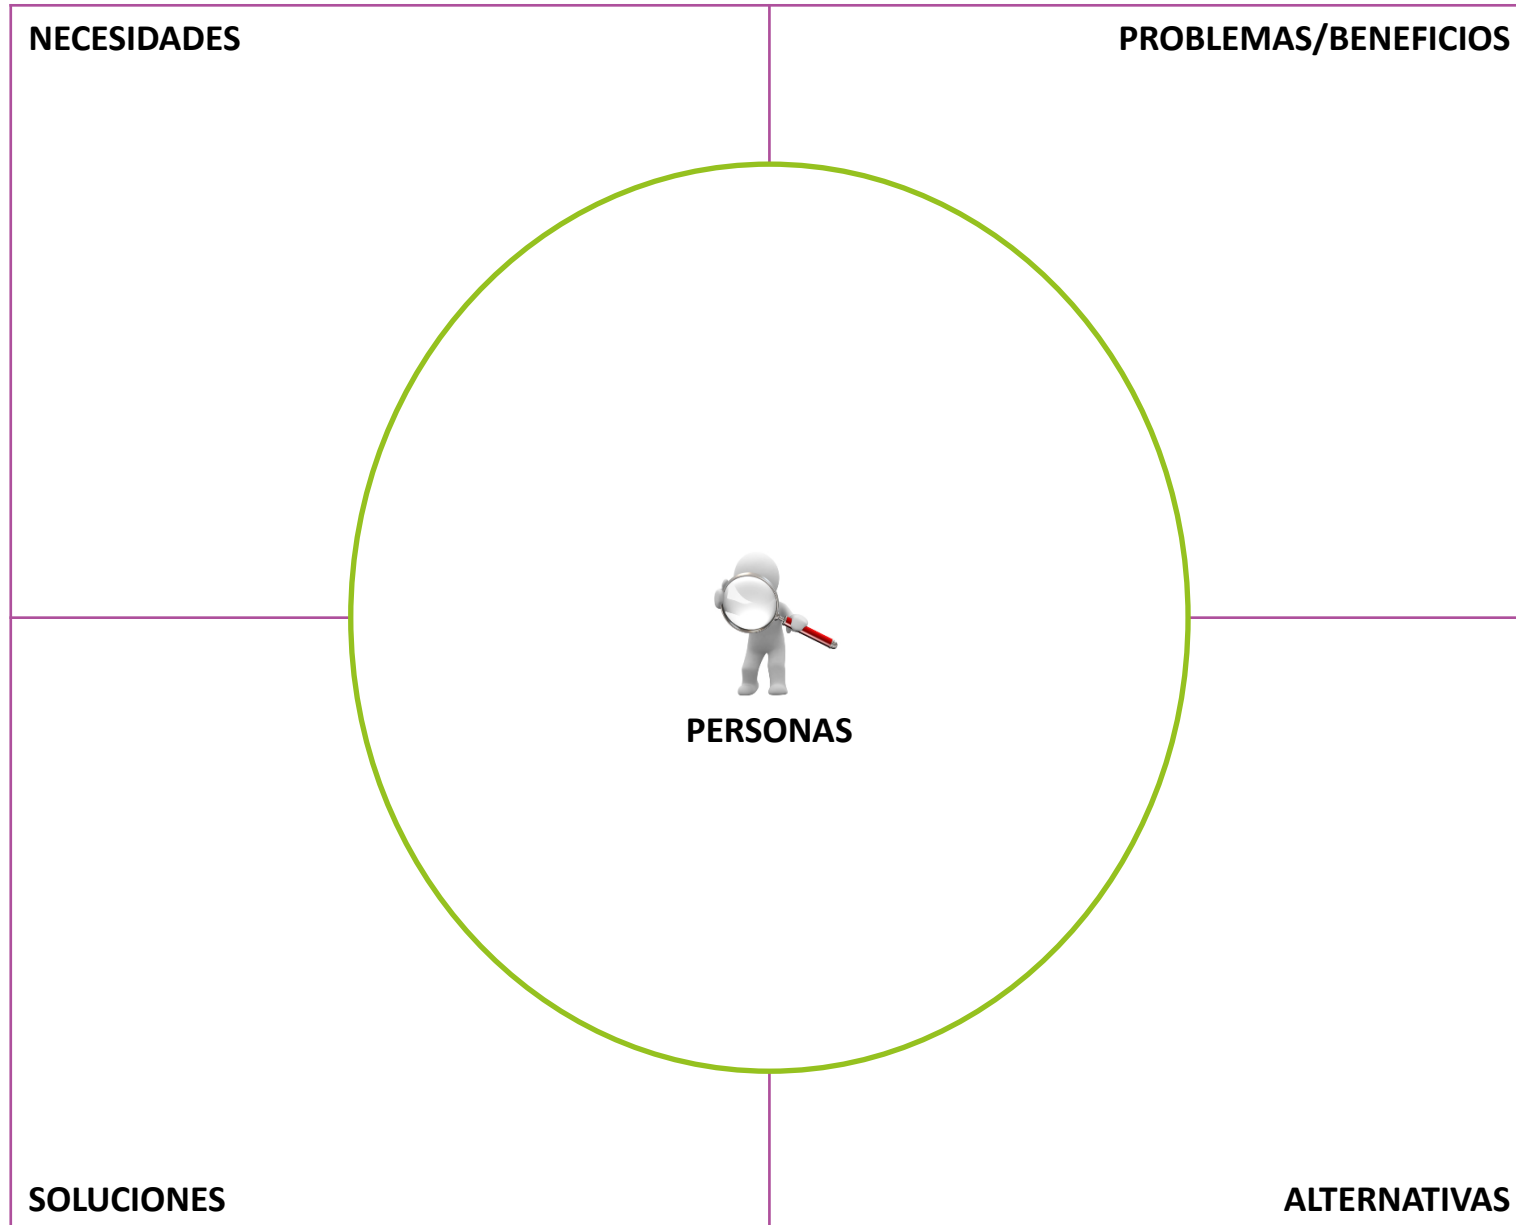 NECESIDADES
PROBLEMAS/BENEFICIOS
PERSONAS
SOLUCIONES
ALTERNATIVAS